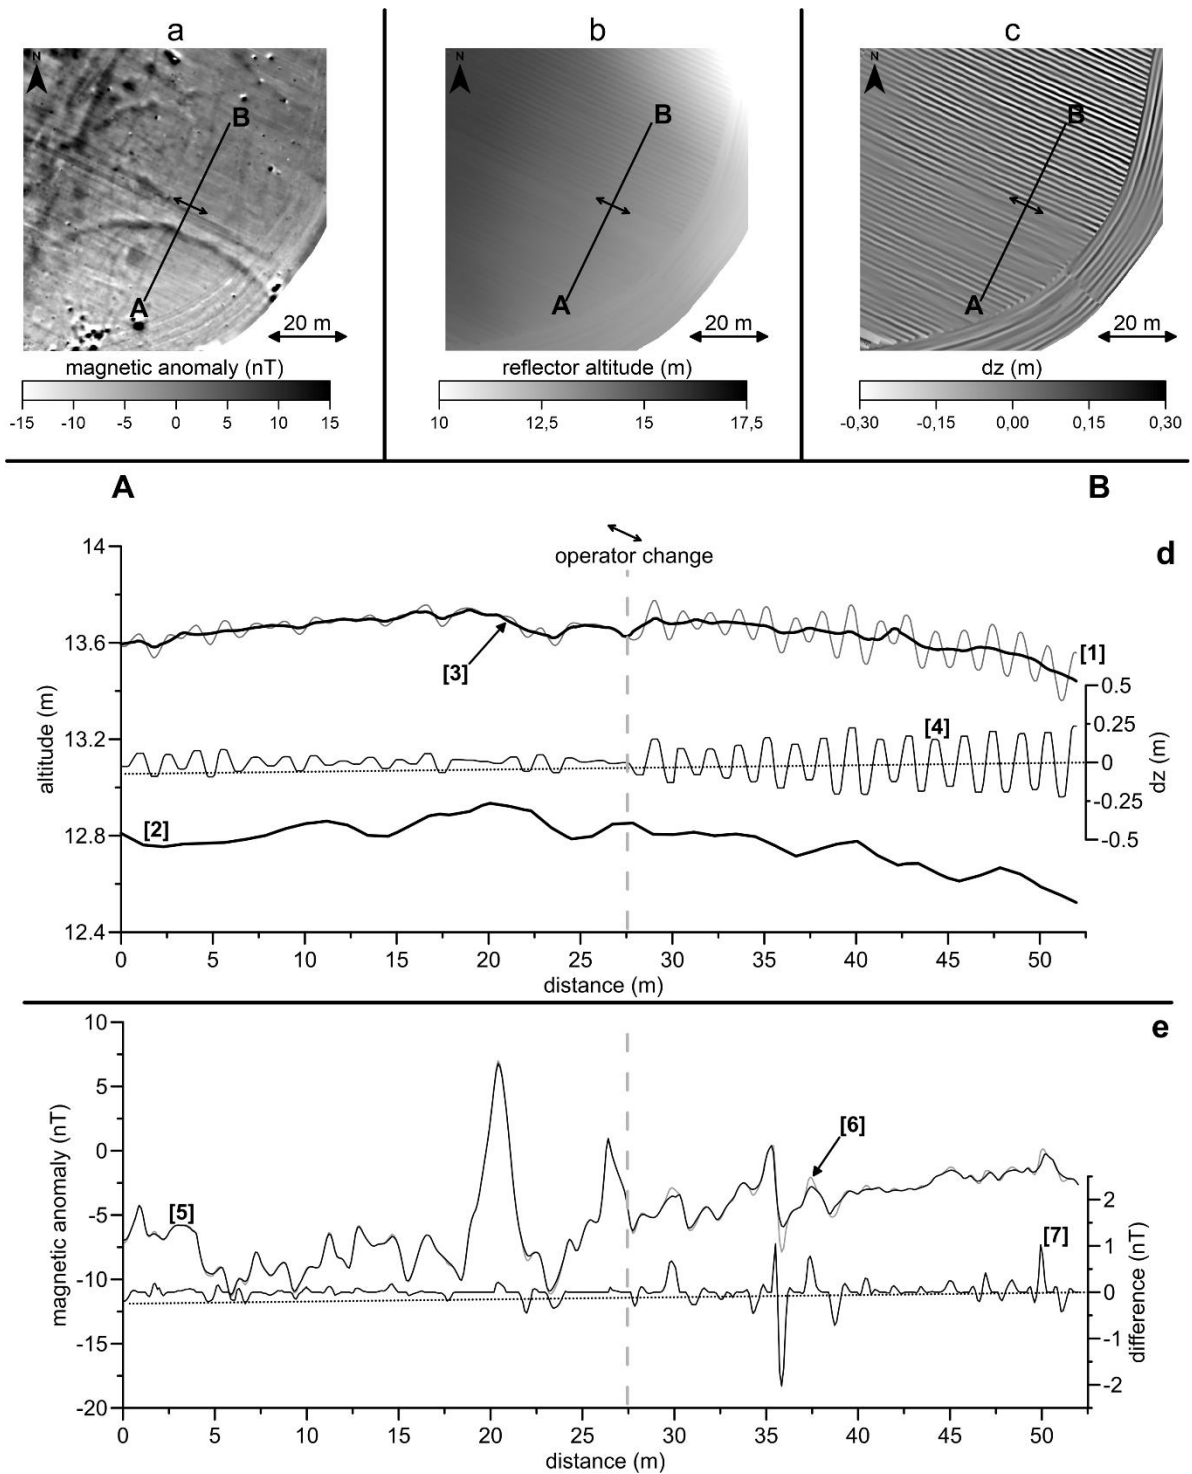 a b c
N N N
B B B
A A A
20 m 20 m 20 m
magnetic anomaly (nT) reflector altitude (m) dz (m)
-15 -10 -5 0 5 10 15 10 12,5 15 17,5 -0,30 -0,15 0,00 0,15 0,30
A B
d
operator change
14
13.6
13.2
12.8
12.4
altitude (m)
[1]
[3]
[4]
[2]
0.5
0.25
0
-0.25
-0.5
dz (m)
0 5 10 15 20 25 30 35 40 45 50
distance (m)
e
10
5
0
-5
-10
-15
-20
magnetic anomaly (nT)
[6]
[5]
[7]
2
1
0
-1
-2
difference (nT)
0 5 10 15 20 25 30 35 40 45 50
distance (m)